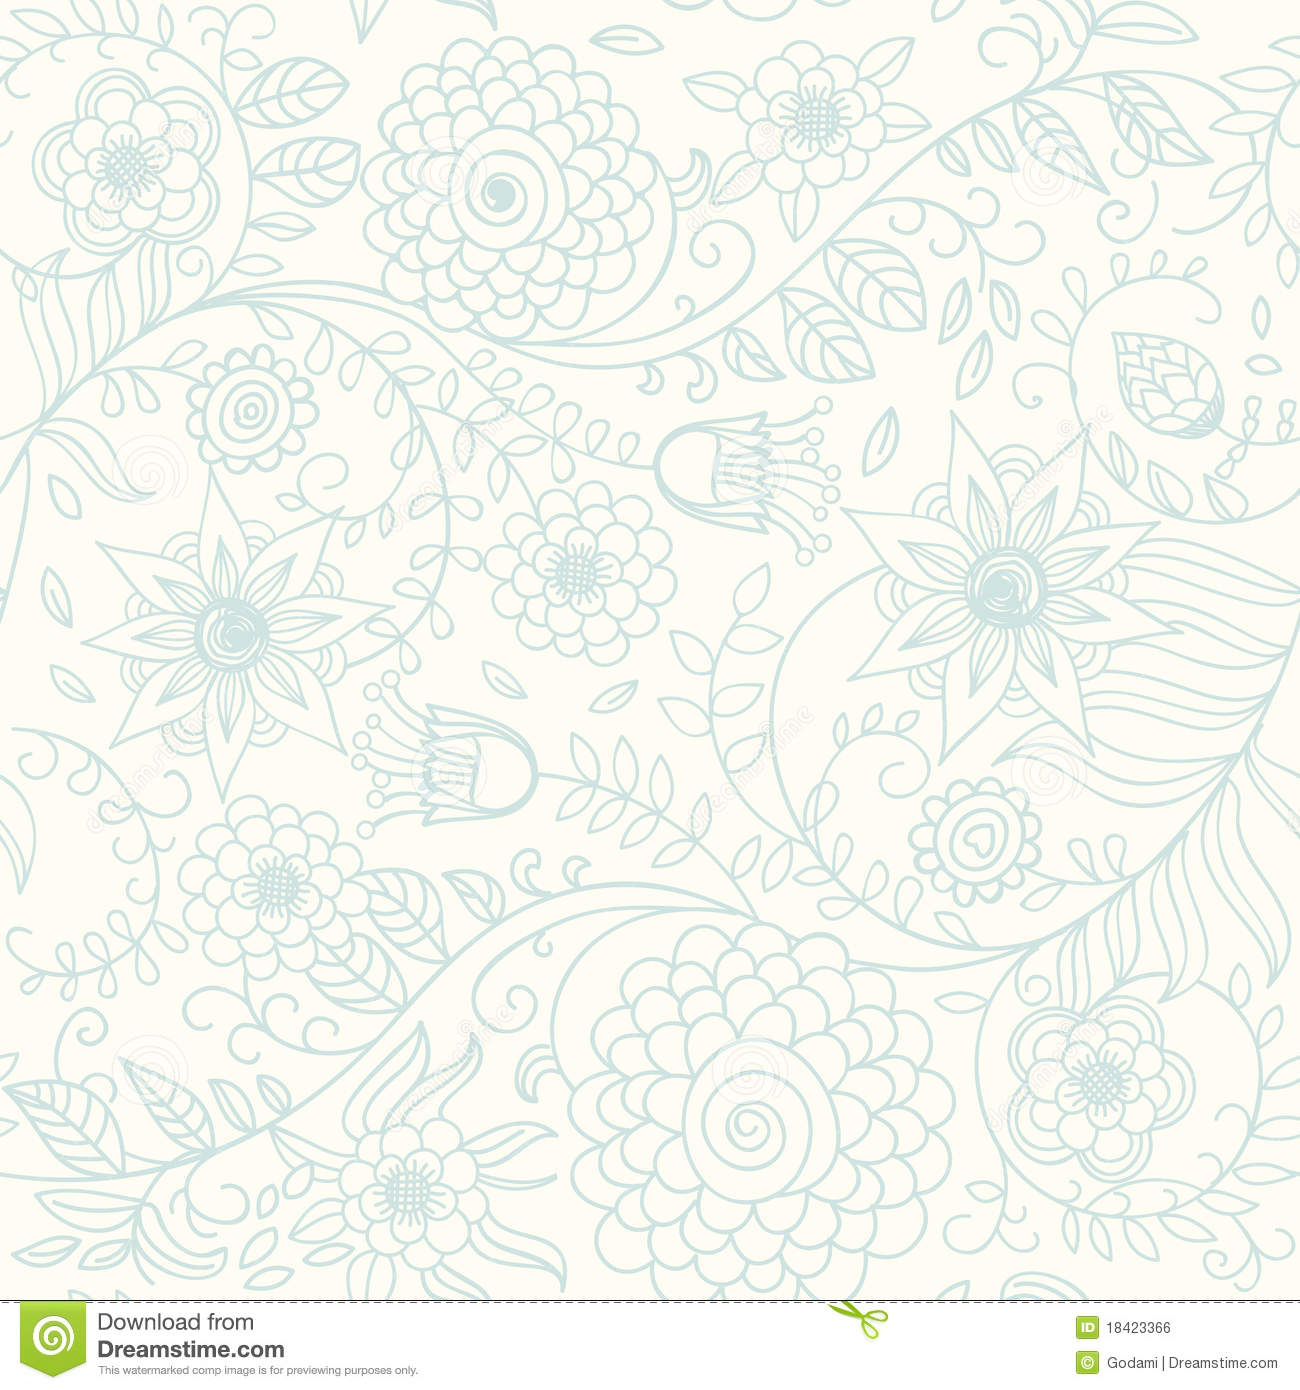 Download from
Dreamstime.com
This watermarked comp image is for previewing purposes only.
ID 18423366
© Godami | Dreamstime.com